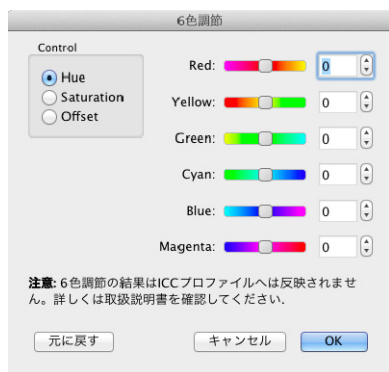 6色調節
Control
Hue
Saturation
Offset
Red: 0
Yellow: 0
Green: 0
Cyan: 0
Blue: 0
Magenta: 0
注意: 6色調節の結果はICCプロファイルへは反映されませ
ん。詳しくは取扱説明書を確認してください.
元に戻す キャンセル OK